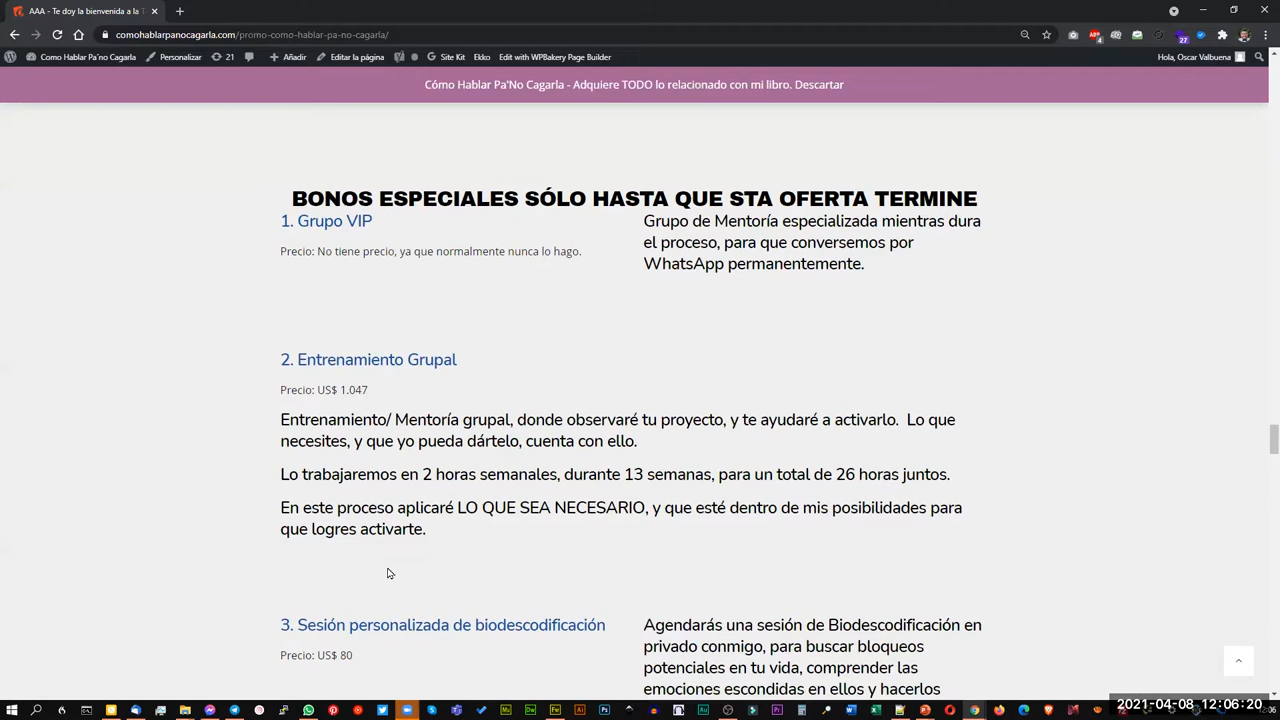 AAA - Te doy la bienvenida a la T
comohablarpanocagarla.com/promo-como-hablar-pa-no-cagarla/
Como Hablar Pa'no Cagarla Personalizar 21 Añadir Editar la página Site Kit Ekko Edit with WPBakery Page Builder Hola, Oscar Valbuena
Cómo Hablar Pa'No Cagarla - Adquiere TODO lo relacionado con mi libro. Descartar
BONOS ESPECIALES SÓLO HASTA QUE STA OFERTA TERMINE
1. Grupo VIP
Precio: No tiene precio, ya que normalmente nunca lo hago.
Grupo de Mentoría especializada mientras dura
el proceso, para que conversemos por
WhatsApp permanentemente.
2. Entrenamiento Grupal
Precio: US$ 1.047
Entrenamiento/ Mentoría grupal, donde observaré tu proyecto, y te ayudaré a activarlo. Lo que
necesites, y que yo pueda dártelo, cuenta con ello.
Lo trabajaremos en 2 horas semanales, durante 13 semanas, para un total de 26 horas juntos.
En este proceso aplicaré LO QUE SEA NECESARIO, y que esté dentro de mis posibilidades para
que logres activarte.
3. Sesión personalizada de biodescodificación
Precio: US$ 80
Agendarás una sesión de Biodescodificación en
privado conmigo, para buscar bloqueos
potenciales en tu vida, comprender las
emociones escondidas en ellos y hacerlos
2021-04-08 12:06:20